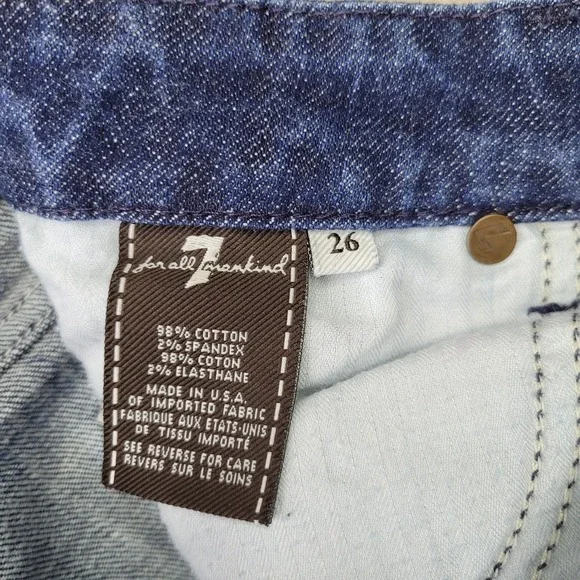 7
for all mankind
26
98% COTTON
2% SPANDEX
98% COTON
2% ELASTHANE
MADE IN U.S.A.
OF IMPORTED FABRIC
FABRIQUE AUX ETATS-UNIS
DE TISSU IMPORTÉ
SEE REVERSE FOR CARE
REVERS SUR LE SOINS